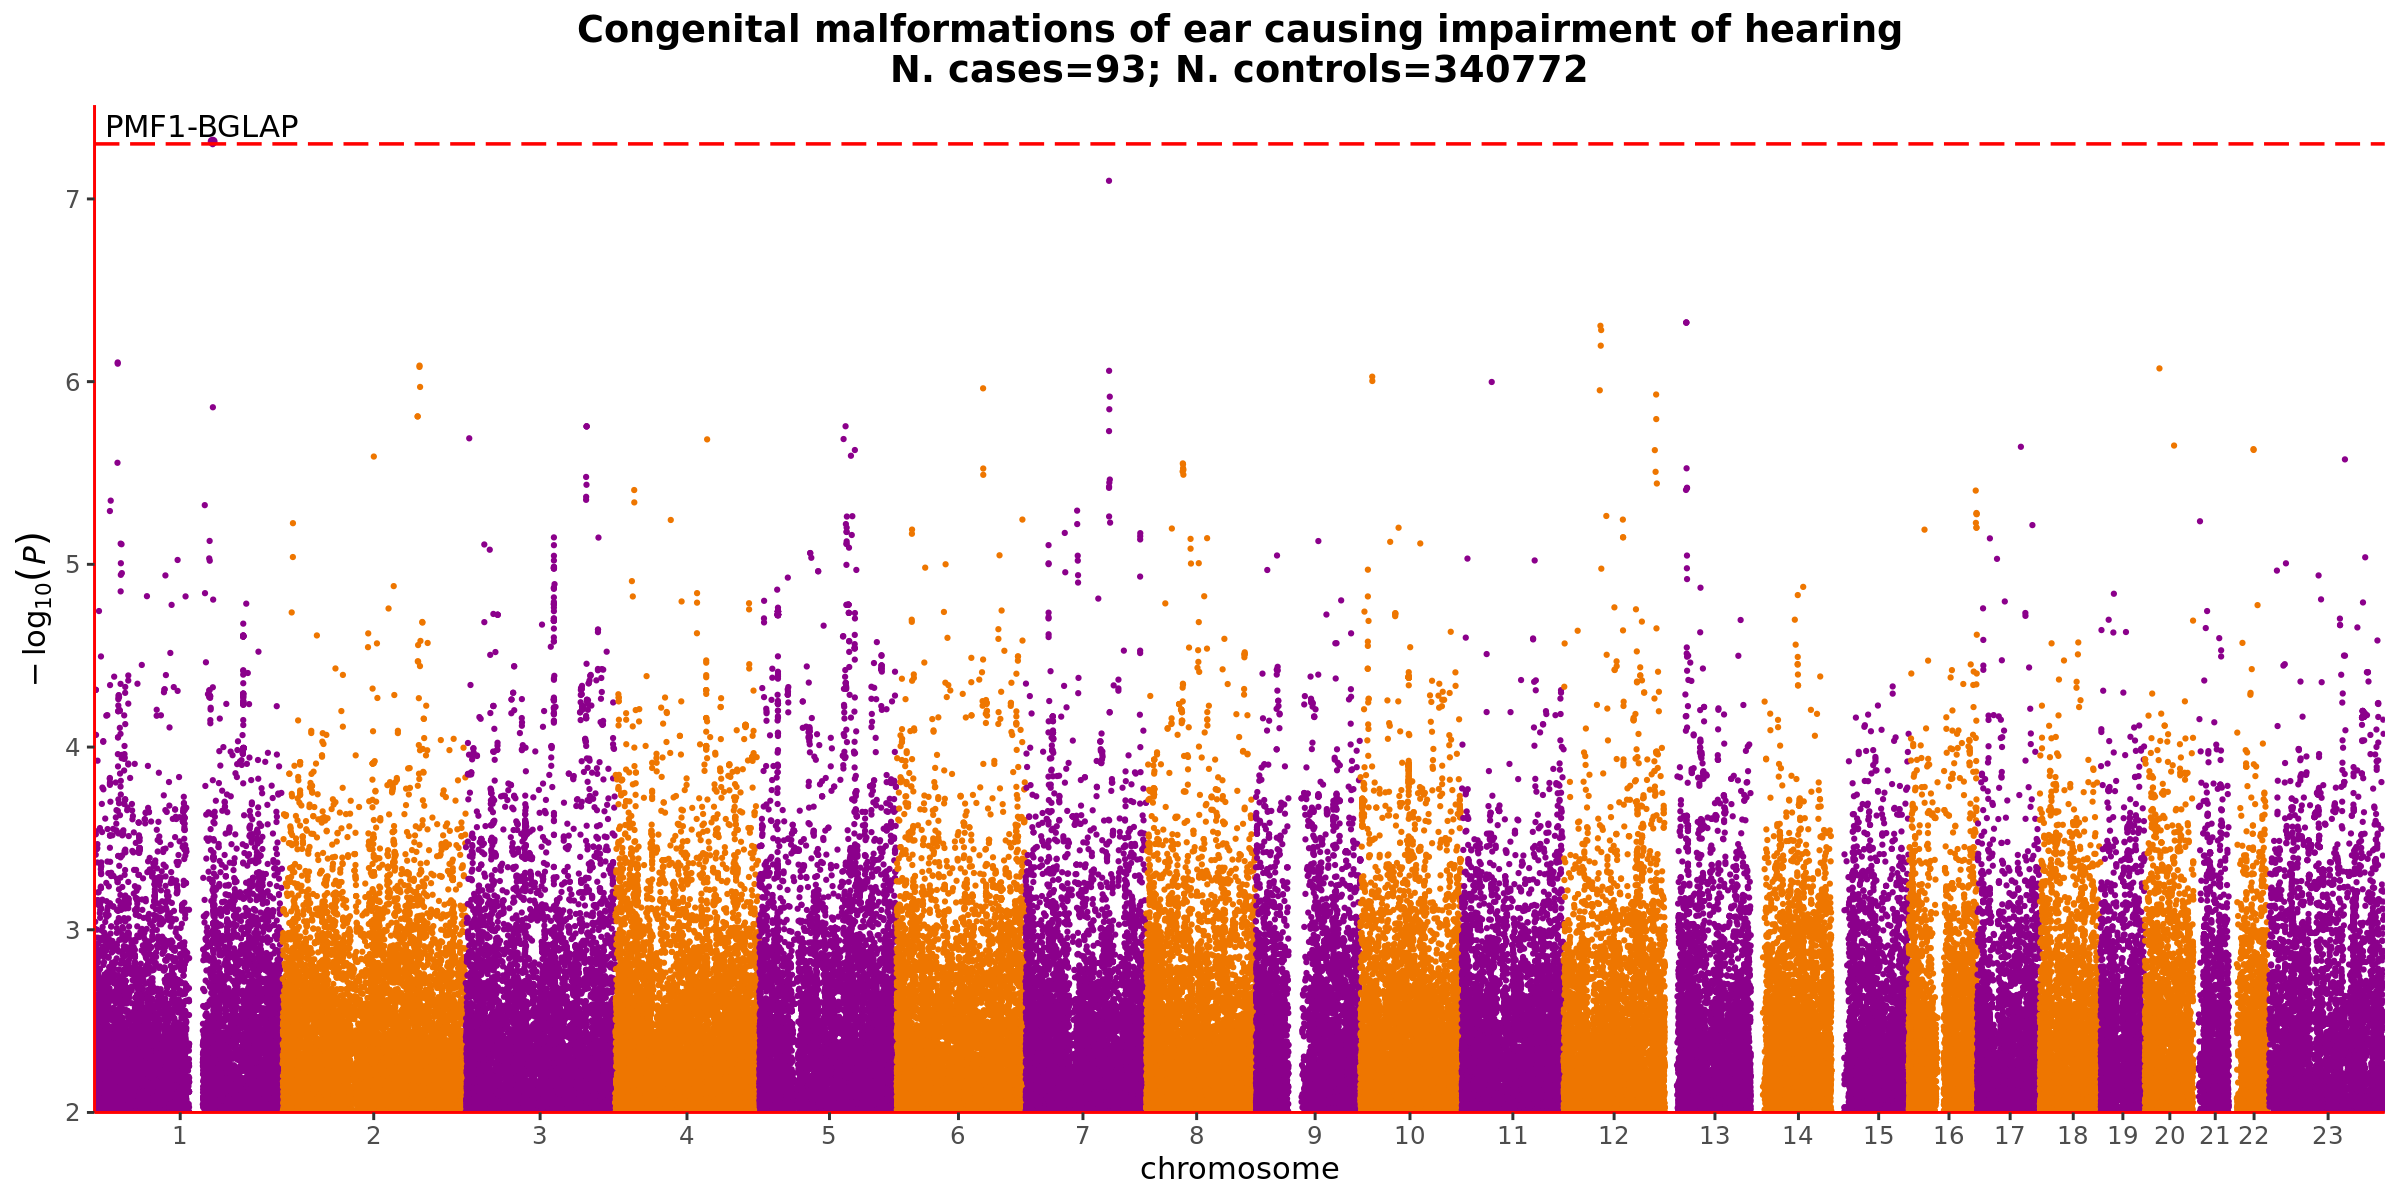 Congenital malformations of ear causing impairment of hearing
N. cases=93; N. controls=340772
PMF1-BGLAP
7
6
5
4
3
2
−log₁₀(P)
1 2 3 4 5 6 7 8 9 10 11 12 13 14 15 16 17 18 19 20 21 22 23
chromosome